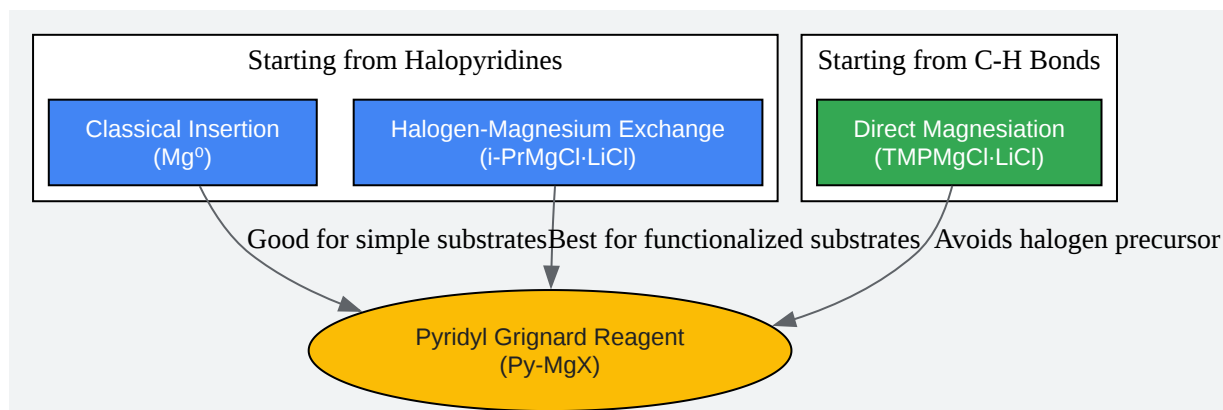 Starting from Halopyridines
Starting from C-H Bonds
Classical Insertion
(Mg⁰)
Halogen-Magnesium Exchange
(i-PrMgCl·LiCl)
Direct Magnesiation
(TMPMgCl·LiCl)
Good for simple substrates
Best for functionalized substrates
Avoids halogen precursor
Pyridyl Grignard Reagent
(Py-MgX)